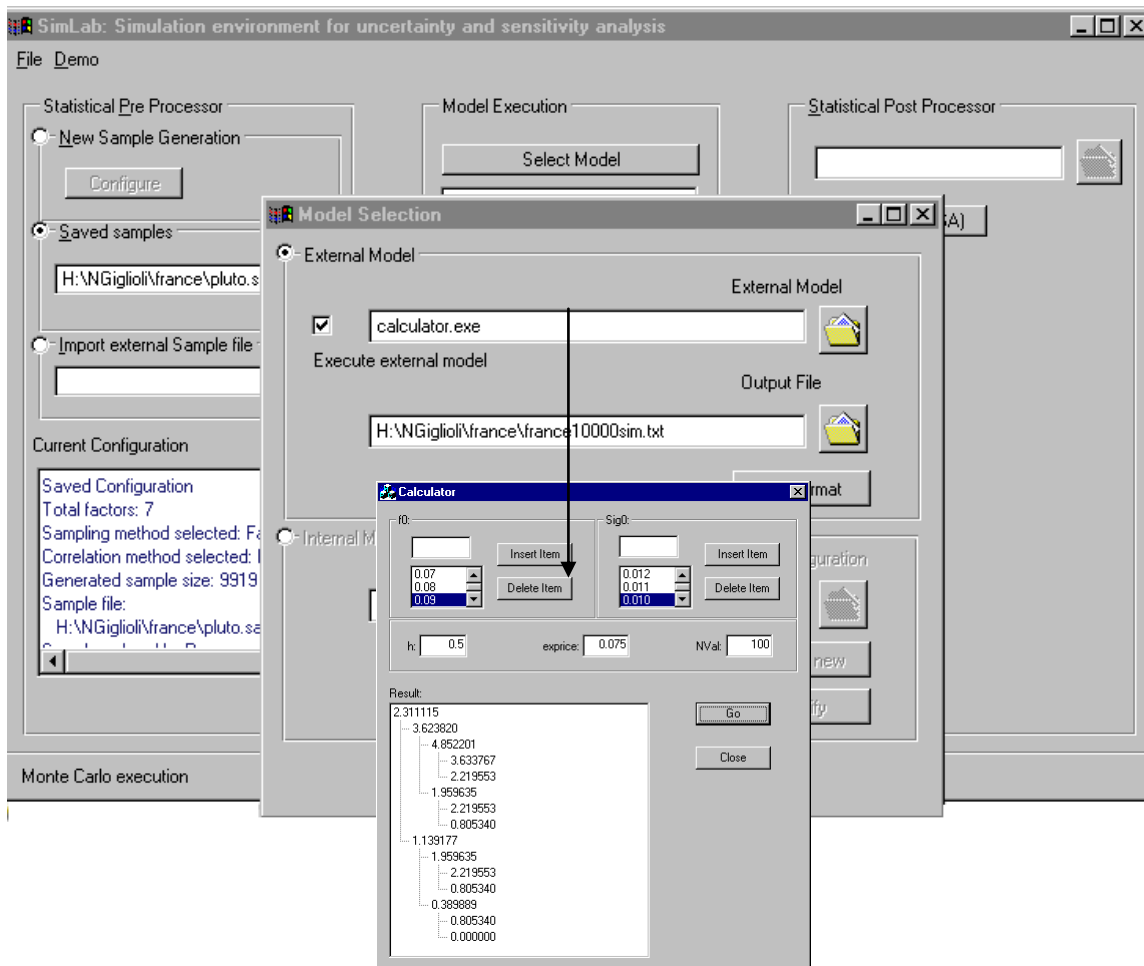 SimLab: Simulation environment for uncertainty and sensitivity analysis
File Demo
Statistical Pre Processor
New Sample Generation
Configure
Saved samples
H:\NGiglioli\france\pluto.s
Import external Sample file
Current Configuration
Saved Configuration
Total factors: 7
Sampling method selected: Fa
Correlation method selected:
Generated sample size: 9919
Sample file:
H:\NGiglioli\france\pluto.sa
Monte Carlo execution
Model Execution
Select Model
Statistical Post Processor
SA)
Model Selection
External Model
External Model
calculator.exe
Execute external model
Output File
H:\NGiglioli\france\france10000sim.txt
rmat
Internal M
guration
new
ify
Calculator
f0:
Insert Item
0.07
0.08
0.09
Delete Item
Sig0:
Insert Item
0.012
0.011
0.010
Delete Item
h: 0.5 exprice: 0.075 NVal: 100
Result:
2.311115
3.623820
4.852201
3.633767
2.219553
1.959635
2.219553
0.805340
1.139177
1.959635
2.219553
0.805340
0.389889
0.805340
0.000000
Go
Close